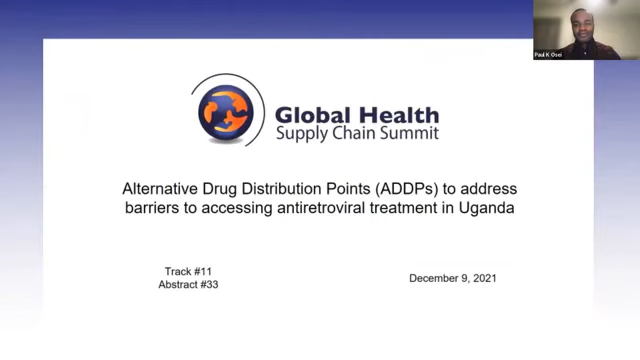 Paul K Osei
Global Health
Supply Chain Summit
Alternative Drug Distribution Points (ADDPs) to address
barriers to accessing antiretroviral treatment in Uganda
Track #11
Abstract #33
December 9, 2021